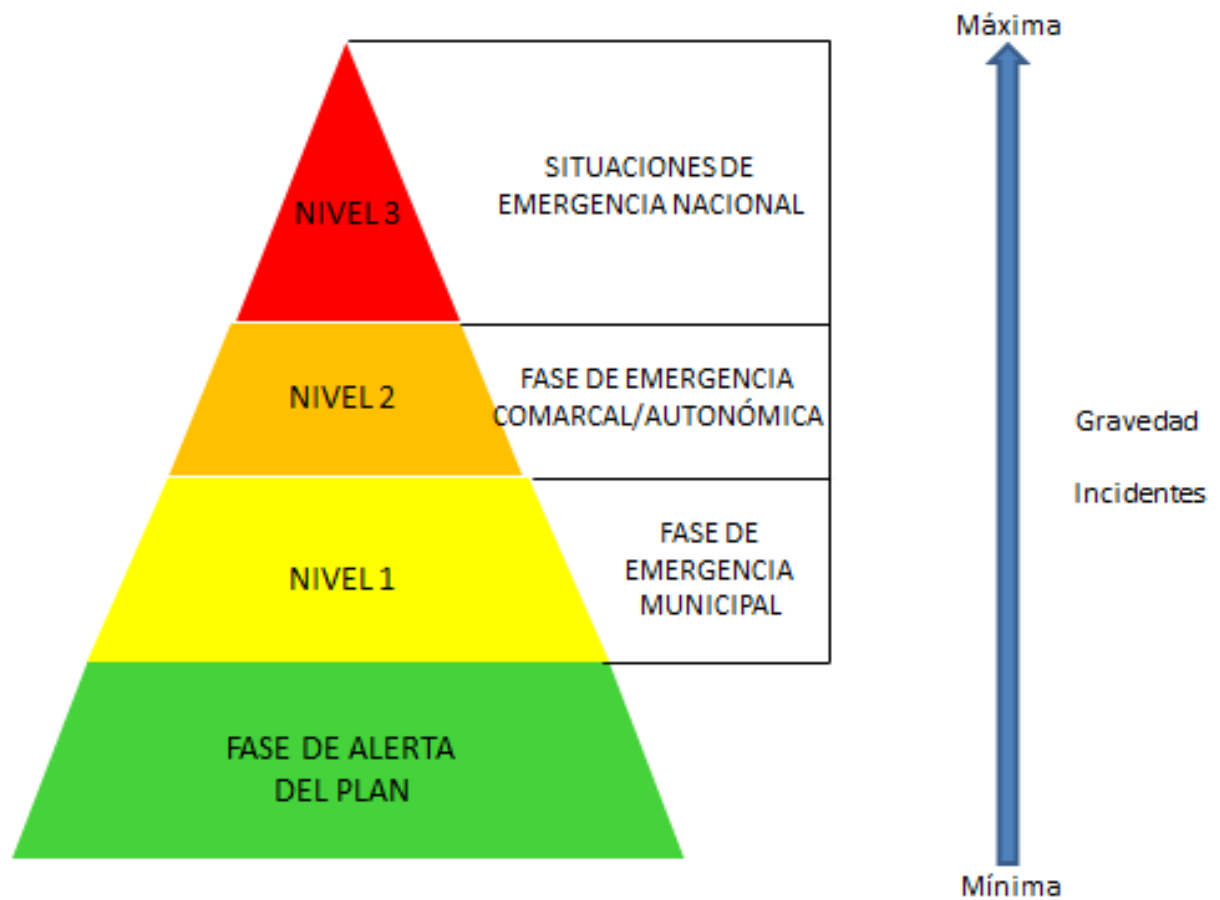 Máxima
SITUACIONES DE
EMERGENCIA NACIONAL
NIVEL 3
FASE DE EMERGENCIA
COMARCAL/AUTONÓMICA
NIVEL 2
Gravedad
Incidentes
FASE DE
EMERGENCIA
MUNICIPAL
NIVEL 1
FASE DE ALERTA
DEL PLAN
Mínima